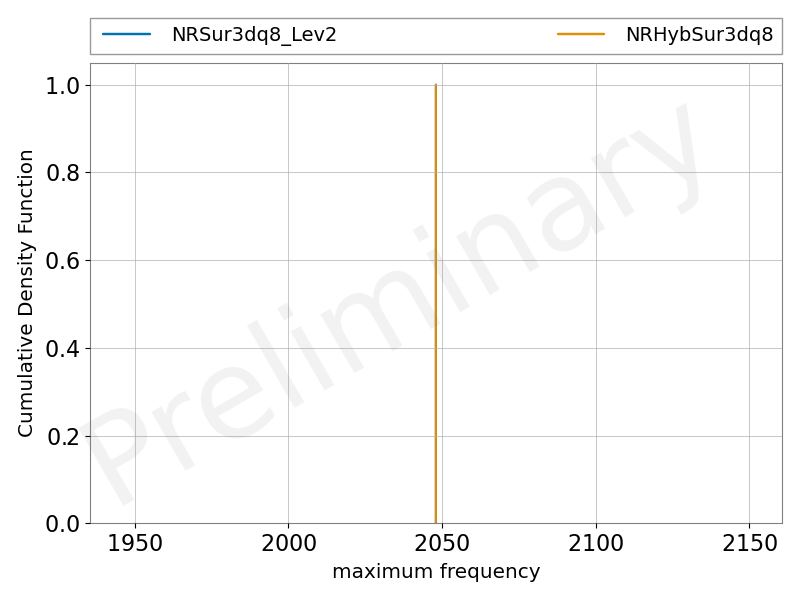 NRSur3dq8_Lev2 NRHybSur3dq8
1.0
0.8
0.6
0.4
0.2
0.0
Cumulative Density Function
Preliminary
1950 2000 2050 2100 2150
maximum frequency